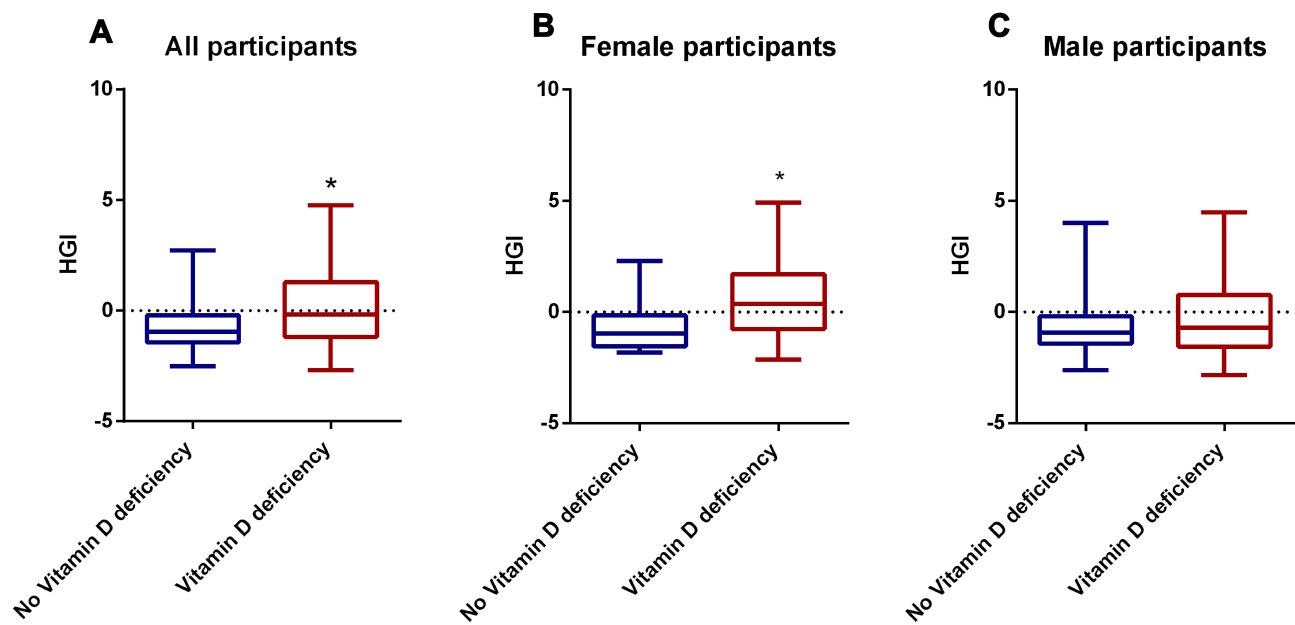 A
All participants
10
5
0
-5
HGI
*
No Vitamin D deficiency
Vitamin D deficiency
B
Female participants
10
5
0
-5
HGI
*
No Vitamin D deficiency
Vitamin D deficiency
C
Male participants
10
5
0
-5
HGI
No Vitamin D deficiency
Vitamin D deficiency